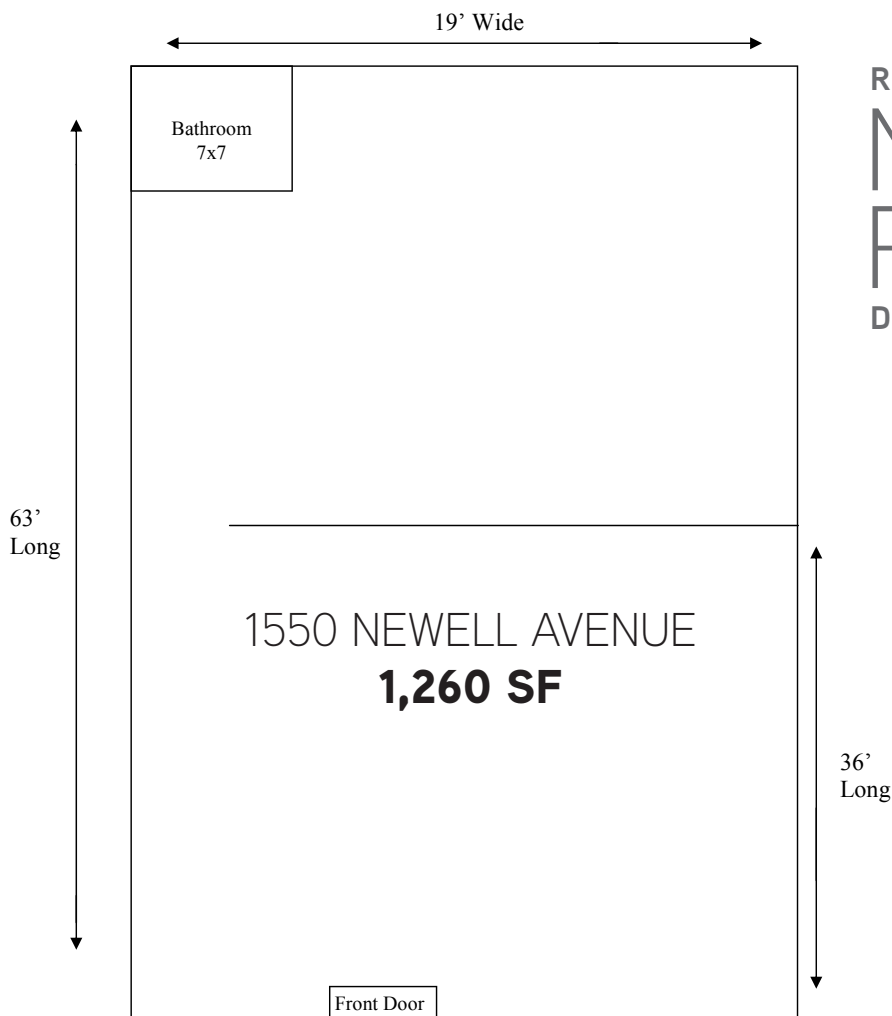 19’ Wide
Bathroom
7x7
63’
Long
1550 NEWELL AVENUE
1,260 SF
36’
Long
Front Door